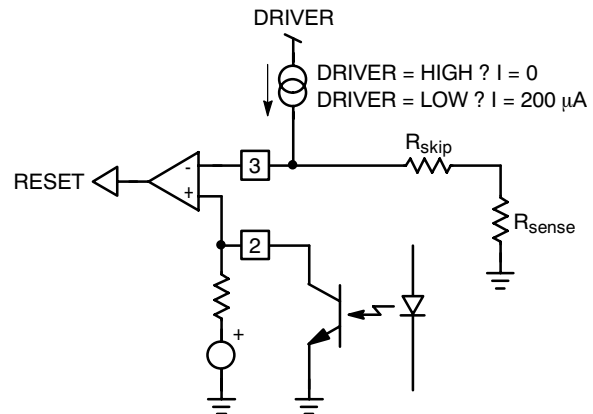 DRIVER
DRIVER = HIGH ? I = 0
DRIVER = LOW ? I = 200 μA
Rskip
3
-
RESET
+
Rsense
2
+